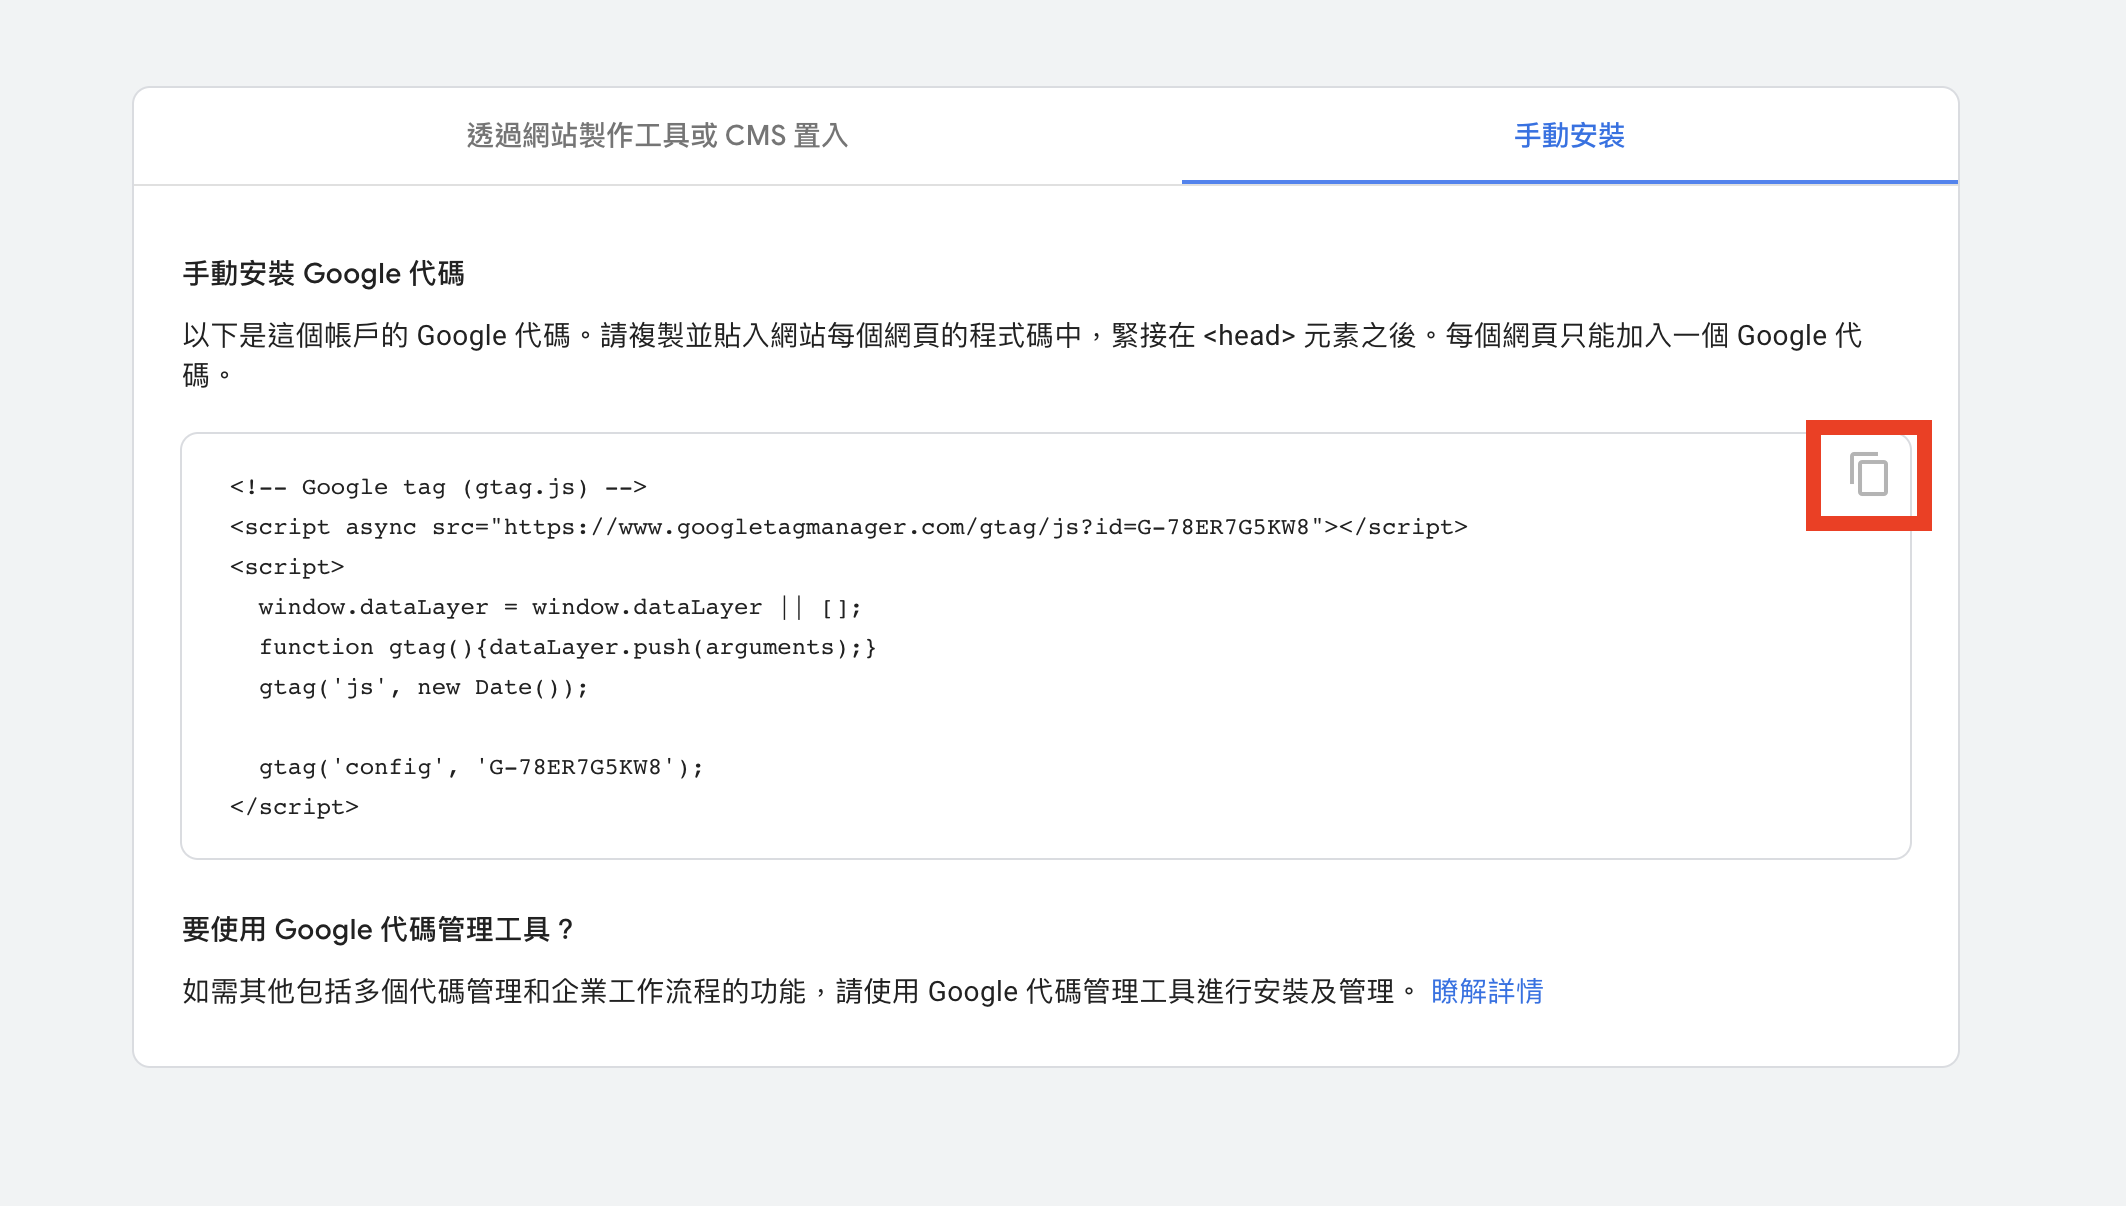 透過網站製作工具或 CMS 置入
手動安裝
手動安裝 Google 代碼
以下是這個帳戶的 Google 代碼。請複製並貼入網站每個網頁的程式碼中，緊接在 <head> 元素之後。每個網頁只能加入一個 Google 代
碼。
<!-- Google tag (gtag.js) -->
<script async src="https://www.googletagmanager.com/gtag/js?id=G-78ER7G5KW8"></script>
<script>
  window.dataLayer = window.dataLayer || [];
  function gtag(){dataLayer.push(arguments);}
  gtag('js', new Date());

  gtag('config', 'G-78ER7G5KW8');
</script>
要使用 Google 代碼管理工具？
如需其他包括多個代碼管理和企業工作流程的功能，請使用 Google 代碼管理工具進行安裝及管理。 瞭解詳情